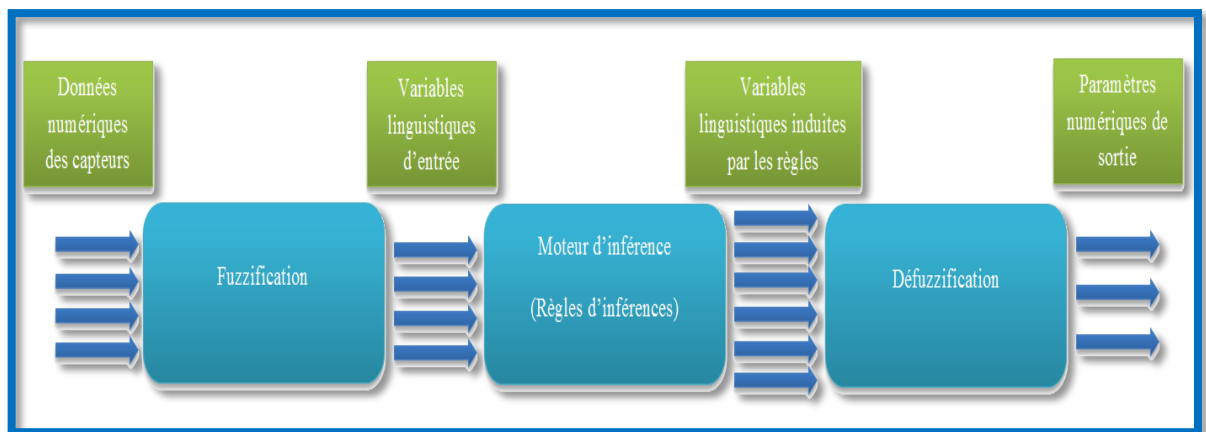 Données
numériques
des capteurs
Variables
linguistiques
d’entrée
Variables
linguistiques induites
par les règles
Paramètres
numériques de
sortie
Fuzzification
Moteur d’inférence
(Règles d’inférences)
Défuzzification